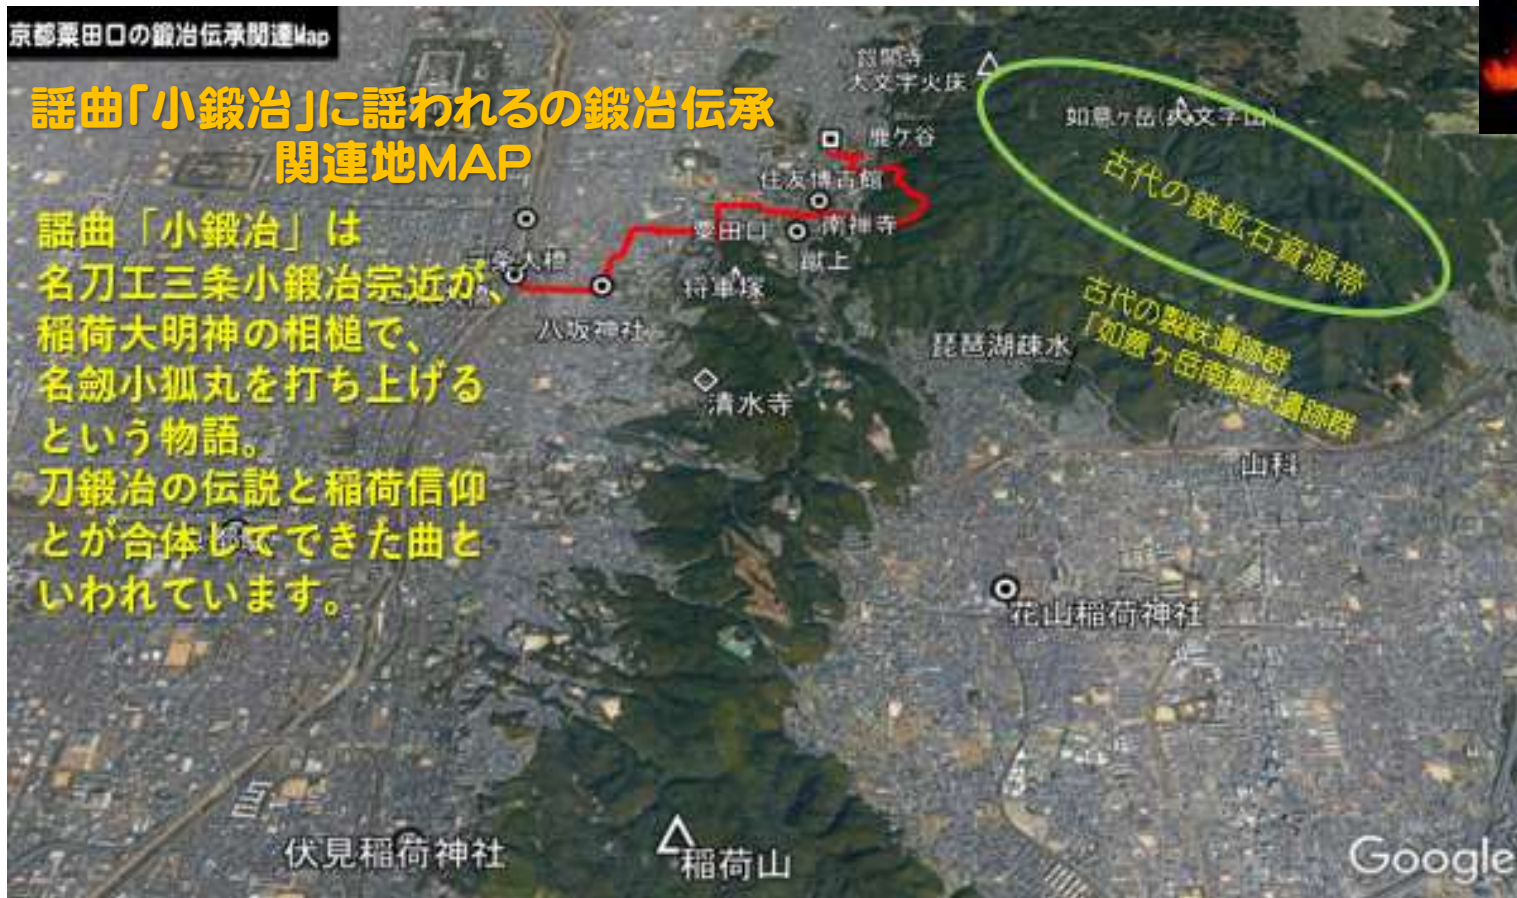 京都粟田口の鍛冶伝承関連Map
謡曲「小鍛冶」に謡われるの鍛冶伝承
関連地MAP
謡曲「小鍛冶」は
名刀工三条小鍛冶宗近が、
稲荷大明神の相槌で、
名劔小狐丸を打ち上げる
という物語。
刀鍛冶の伝説と稲荷信仰
とが合体してできた曲と
いわれています。
銀閣寺
大文字火床
如意ヶ岳(大文字山)
鹿ケ谷
古代の鉄鉱石資源帯
住友博古館
粟田口
南禅寺
蹴上
将軍塚
八坂神社
古代の製鉄遺跡群
「如意ヶ岳南製鉄遺跡群
琵琶湖疎水
清水寺
山科
花山稲荷神社
伏見稲荷神社
稲荷山
Google